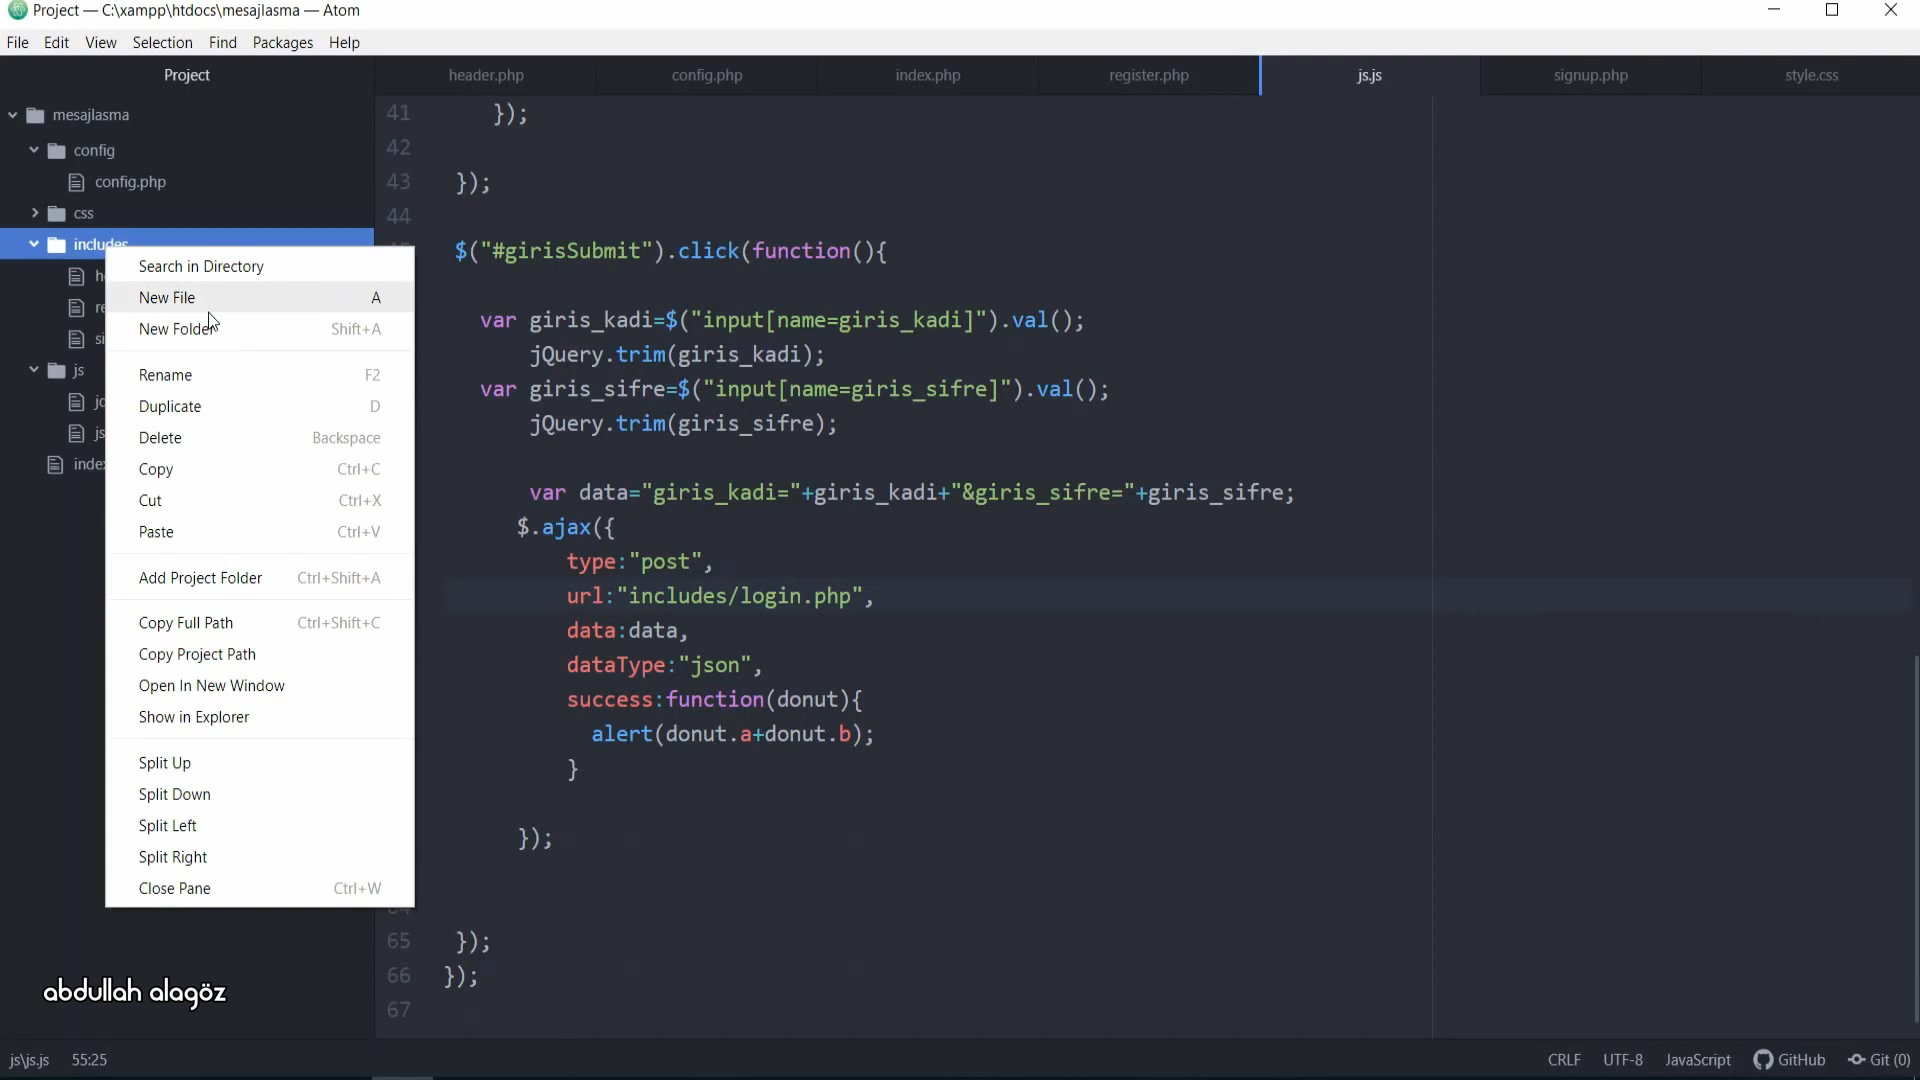 Project — C:\xampp\htdocs\mesajlasma — Atom
File Edit View Selection Find Packages Help
Project
header.php config.php index.php register.php js.js signup.php style.css
mesajlasma
config
config.php
css
includes
he
re
si
js
jq
js
index
Search in Directory
New File A
New Folder Shift+A
Rename F2
Duplicate D
Delete Backspace
Copy Ctrl+C
Cut Ctrl+X
Paste Ctrl+V
Add Project Folder Ctrl+Shift+A
Copy Full Path Ctrl+Shift+C
Copy Project Path
Open In New Window
Show in Explorer
Split Up
Split Down
Split Left
Split Right
Close Pane Ctrl+W
41 });
42
43 });
44
$("#girisSubmit").click(function(){
var giris_kadi=$("input[name=giris_kadi]").val();
jQuery.trim(giris_kadi);
var giris_sifre=$("input[name=giris_sifre]").val();
jQuery.trim(giris_sifre);
var data="giris_kadi="+giris_kadi+"&giris_sifre="+giris_sifre;
$.ajax({
type:"post",
url:"includes/login.php",
data:data,
dataType:"json",
success:function(donut){
alert(donut.a+donut.b);
}
});
65 });
66 });
67
abdullah alagöz
js\js.js 55:25 CRLF UTF-8 JavaScript GitHub Git (0)